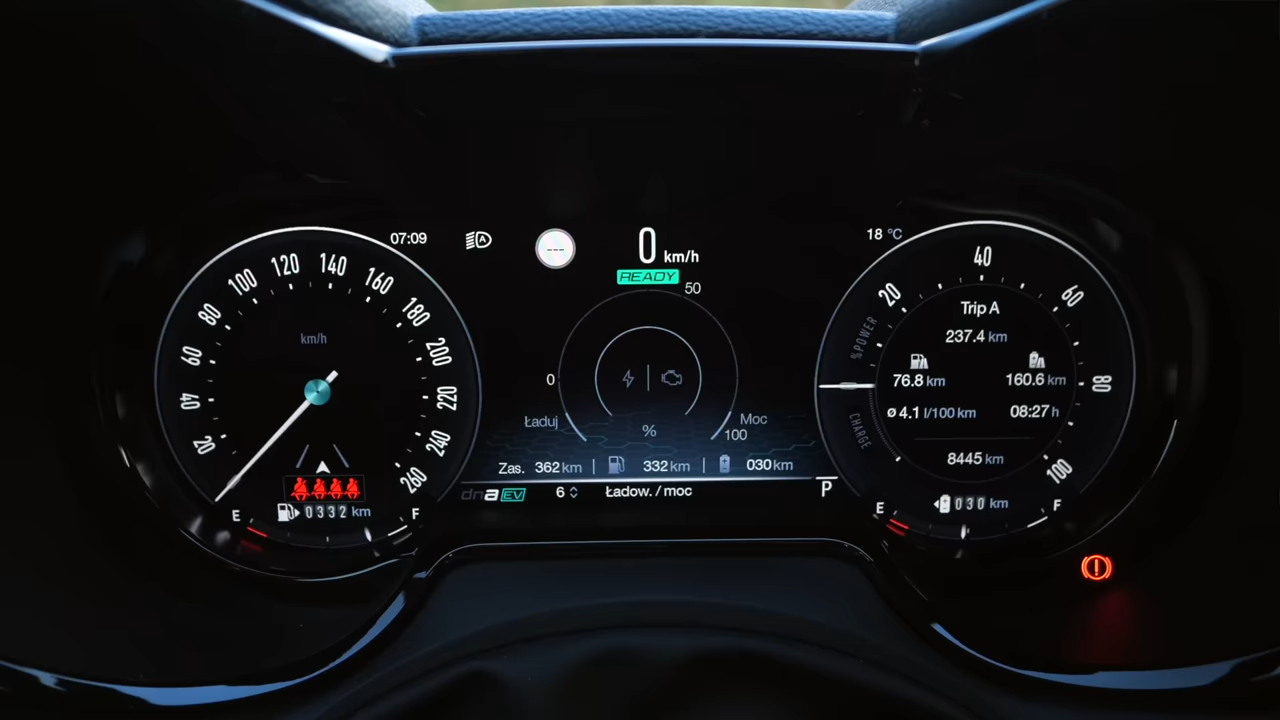 20
40
60
80
100
120
140
160
180
200
220
240
260
km/h
E
0332 km
F
07:09
A
---
0 km/h
READY
50
0
Ładuj
%
Moc
100
Zas. 362 km
332 km
030 km
dna EV
6
Ładow. / moc
P
18 °C
20
40
60
80
100
%POWER
CHARGE
Trip A
237.4 km
76.8 km
160.6 km
ø 4.1 l/100 km
08:27 h
8445 km
030 km
E
F
!